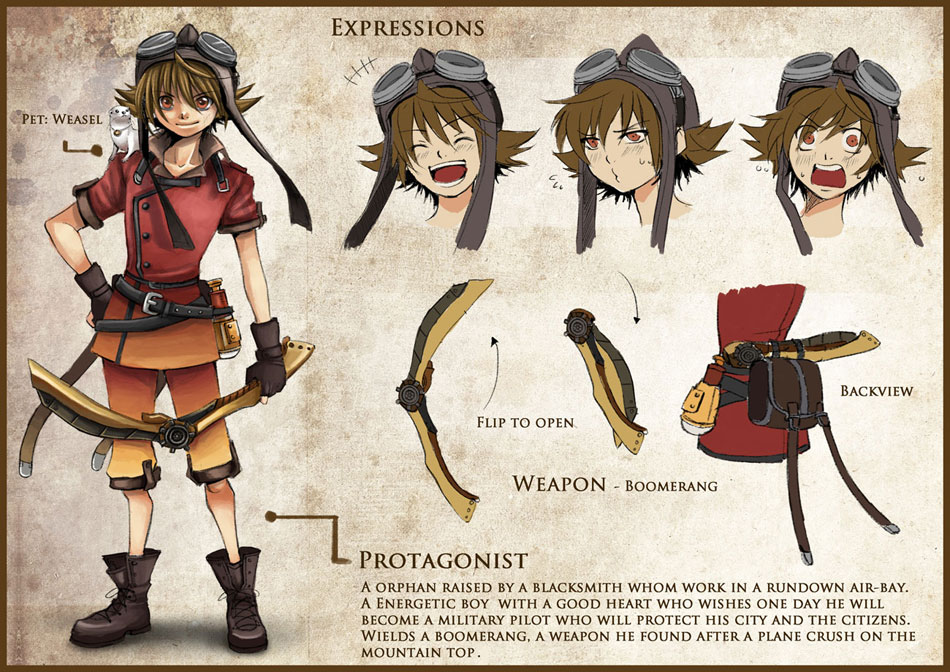 Expressions
Pet: Weasel
Flip to open
Backview
Weapon - Boomerang
Protagonist
A orphan raised by a blacksmith whom work in a rundown air-bay.
A Energetic boy with a good heart who wishes one day he will
become a military pilot who will protect his city and the citizens.
Wields a boomerang, a weapon he found after a plane crush on the
mountain top.